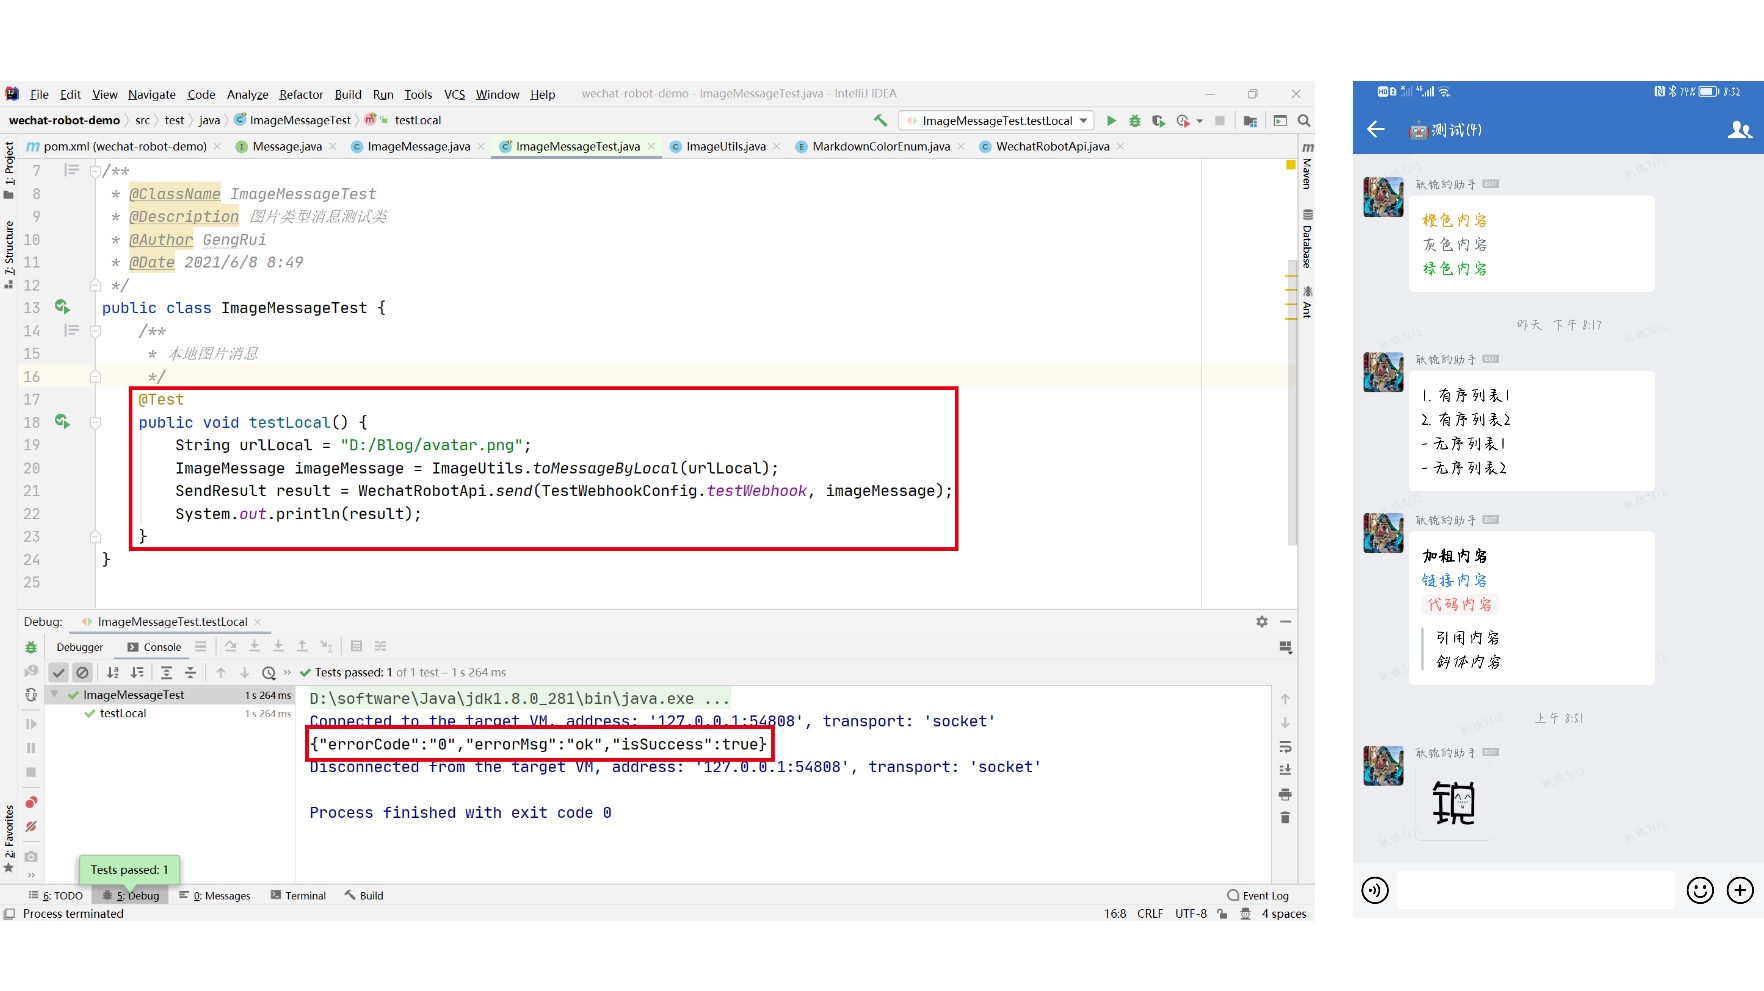 File Edit View Navigate Code Analyze Refactor Build Run Tools VCS Window Help wechat-robot-demo - ImageMessageTest.java - IntelliJ IDEA
wechat-robot-demo src test java ImageMessageTest testLocal ImageMessageTest.testLocal
pom.xml (wechat-robot-demo) Message.java ImageMessage.java ImageMessageTest.java ImageUtils.java MarkdownColorEnum.java WechatRobotApi.java
1: Project
7: Structure
2: Favorites
Maven
Database
Ant
7 /**
8 * @ClassName ImageMessageTest
9 * @Description 图片类型消息测试类
10 * @Author GengRui
11 * @Date 2021/6/8 8:49
12 */
13 public class ImageMessageTest {
14 /**
15 * 本地图片消息
16 */
17 @Test
18 public void testLocal() {
19 String urlLocal = "D:/Blog/avatar.png";
20 ImageMessage imageMessage = ImageUtils.toMessageByLocal(urlLocal);
21 SendResult result = WechatRobotApi.send(TestWebhookConfig.testWebhook, imageMessage);
22 System.out.println(result);
23 }
24 }
25
Debug: ImageMessageTest.testLocal
Debugger Console
Tests passed: 1 of 1 test – 1 s 264 ms
ImageMessageTest 1 s 264 ms
testLocal 1 s 264 ms
D:\software\Java\jdk1.8.0_281\bin\java.exe ...
Connected to the target VM, address: '127.0.0.1:54808', transport: 'socket'
{"errorCode":"0","errorMsg":"ok","isSuccess":true}
Disconnected from the target VM, address: '127.0.0.1:54808', transport: 'socket'
Process finished with exit code 0
Tests passed: 1
6: TODO 5: Debug 0: Messages Terminal Build Event Log
Process terminated 16:8 CRLF UTF-8 4 spaces
74% 8:52
测试(4)
耿锐的助手 BOT
橙色内容
灰色内容
绿色内容
昨天 下午 8:17
耿锐的助手 BOT
1. 有序列表1
2. 有序列表2
- 无序列表1
- 无序列表2
耿锐的助手 BOT
加粗内容
链接内容
代码内容
引用内容
斜体内容
上午 8:51
耿锐的助手 BOT
锐